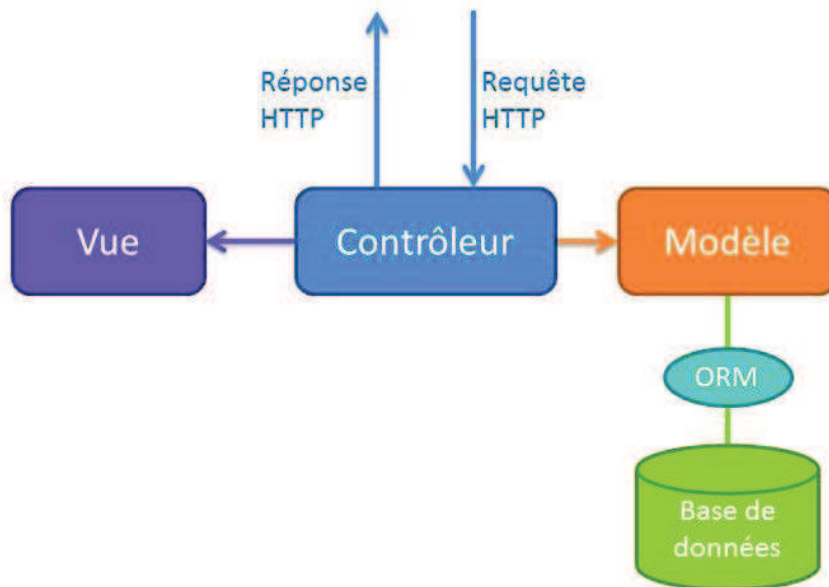 Réponse
HTTP
Requête
HTTP
Vue
Contrôleur
Modèle
ORM
Base de
données